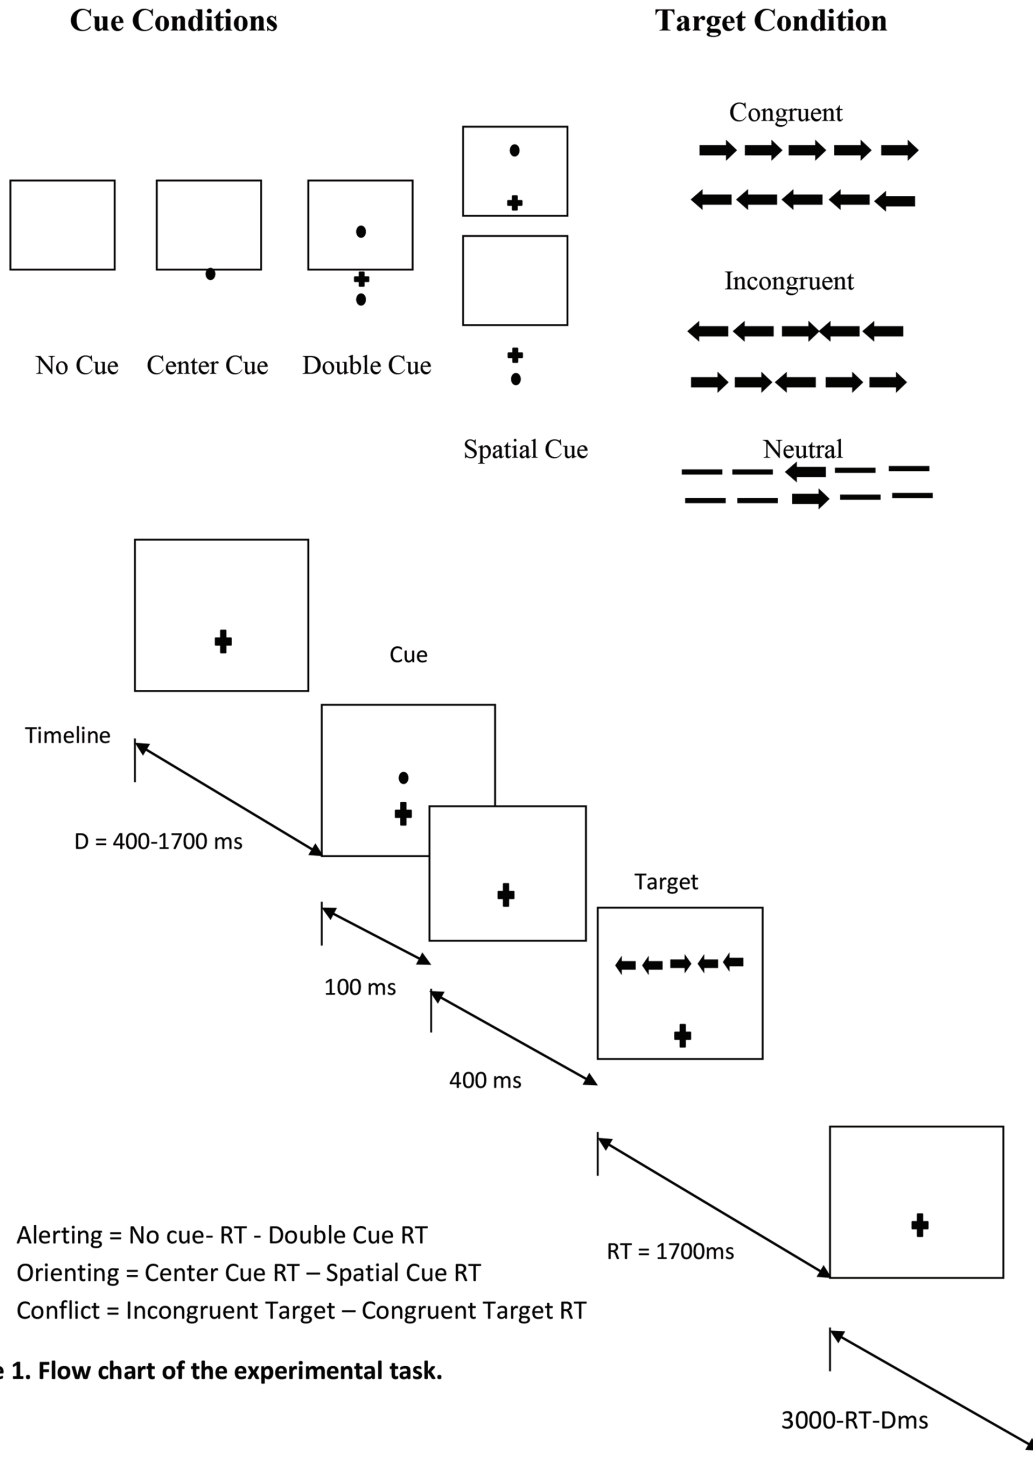 Cue Conditions
Target Condition
Congruent
Incongruent
No Cue
Center Cue
Double Cue
Spatial Cue
Neutral
Cue
Timeline
D = 400-1700 ms
Target
100 ms
400 ms
RT = 1700ms
Alerting = No cue- RT - Double Cue RT
Orienting = Center Cue RT – Spatial Cue RT
Conflict = Incongruent Target – Congruent Target RT
1. Flow chart of the experimental task.
3000-RT-Dms